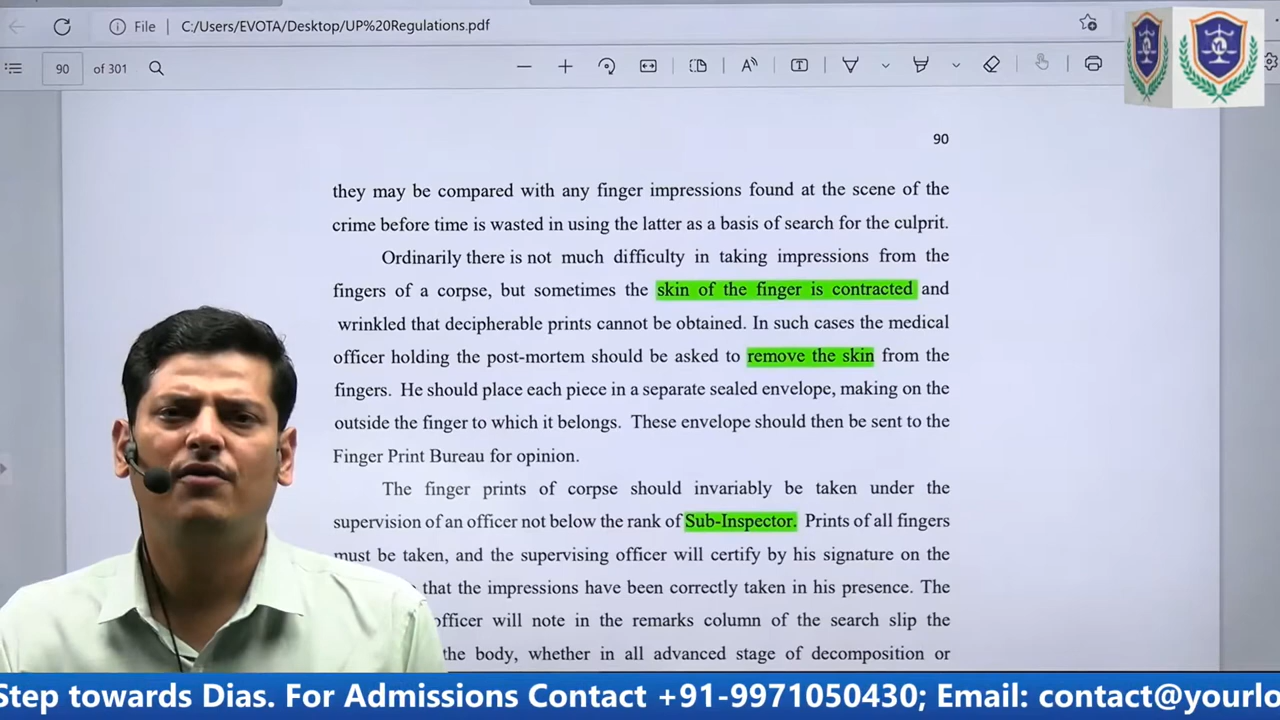 File | C:/Users/EVOTA/Desktop/UP%20Regulations.pdf
90 of 301
90
they may be compared with any finger impressions found at the scene of the
crime before time is wasted in using the latter as a basis of search for the culprit.
Ordinarily there is not much difficulty in taking impressions from the
fingers of a corpse, but sometimes the skin of the finger is contracted and
wrinkled that decipherable prints cannot be obtained. In such cases the medical
officer holding the post-mortem should be asked to remove the skin from the
fingers. He should place each piece in a separate sealed envelope, making on the
outside the finger to which it belongs. These envelope should then be sent to the
Finger Print Bureau for opinion.
The finger prints of corpse should invariably be taken under the
supervision of an officer not below the rank of Sub-Inspector. Prints of all fingers
must be taken, and the supervising officer will certify by his signature on the
that the impressions have been correctly taken in his presence. The
officer will note in the remarks column of the search slip the
the body, whether in all advanced stage of decomposition or
Step towards Dias. For Admissions Contact +91-9971050430; Email: contact@yourlo